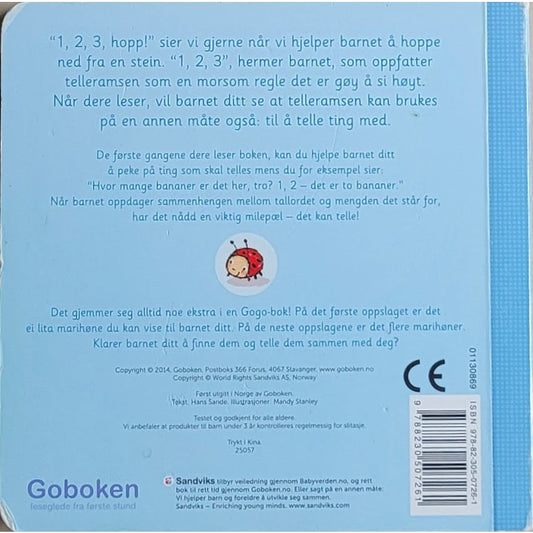 “1, 2, 3, hopp!” sier vi gjerne når vi hjelper barnet å hoppe
ned fra en stein. “1, 2, 3”, hermer barnet, som oppfatter
telleramsen som en morsom regle det er gøy å si høyt.
Når dere leser, vil barnet ditt se at telleramsen kan brukes
på en annen måte også: til å telle ting med.
De første gangene dere leser boken, kan du hjelpe barnet ditt
å peke på ting som skal telles mens du for eksempel sier:
“Hvor mange bananer er det her, tro? 1, 2 – det er to bananer.”
Når barnet oppdager sammenhengen mellom tallordet og mengden det står for,
har det nådd en viktig milepæl – det kan telle!
Det gjemmer seg alltid noe ekstra i en Gogo-bok! På det første oppslaget er det
ei lita marihøne du kan vise til barnet ditt. På de neste oppslagene er det flere marihøner.
Klarer barnet ditt å finne dem og telle dem sammen med deg?
Copyright © 2014, Goboken, Postboks 366 Forus, 4067 Stavanger, www.goboken.no
Copyright © World Rights Sandviks AS, Norway
Først utgitt i Norge av Goboken.
Tekst: Hans Sande. Illustrasjoner: Mandy Stanley
Testet og godkjent for alle aldere.
Vi anbefaler at produkter til barn under 3 år kontrolleres regelmessig for slitasje.
Trykt i Kina.
25057
CE
01130869
ISBN 978-82-305-0726-1
9 788230 507261
Goboken
leseglede fra første stund
Sandviks tilbyr veiledning gjennom Babyverden.no, og rett
bok til rett tid gjennom Goboken.no. Eller sagt på en annen måte:
Vi hjelper barn og foreldre å utvikle seg sammen.
Sandviks – Enriching young minds. www.sandviks.com